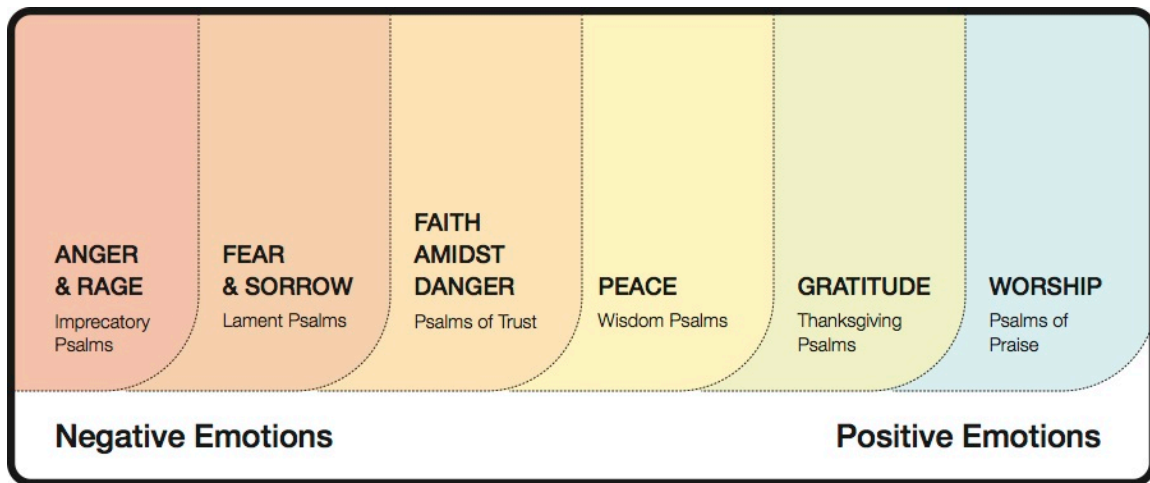 ANGER
& RAGE
Imprecatory
Psalms
FEAR
& SORROW
Lament Psalms
FAITH
AMIDST
DANGER
Psalms of Trust
PEACE
Wisdom Psalms
GRATITUDE
Thanksgiving
Psalms
WORSHIP
Psalms of
Praise
Negative Emotions
Positive Emotions